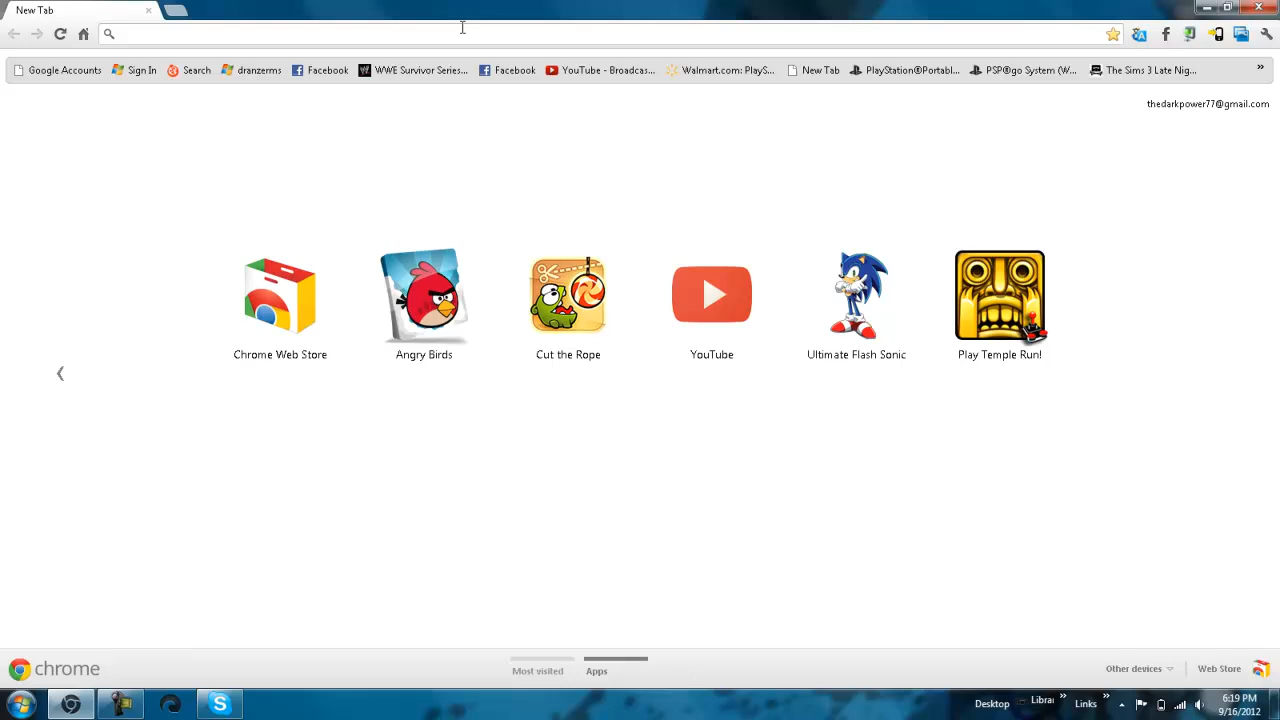 New Tab
Google Accounts
Sign In
Search
dranzerms
Facebook
WWE Survivor Series...
Facebook
YouTube - Broadcas...
Walmart.com: PlayS...
New Tab
PlayStation®Portabl...
PSP®go System (W...
The Sims 3 Late Nig...
»
thedarkpower77@gmail.com
Chrome Web Store
Angry Birds
Cut the Rope
YouTube
Ultimate Flash Sonic
Play Temple Run!
chrome
Most visited
Apps
Other devices
Web Store
Desktop
Librar
»
Links
»
6:19 PM
9/16/2012